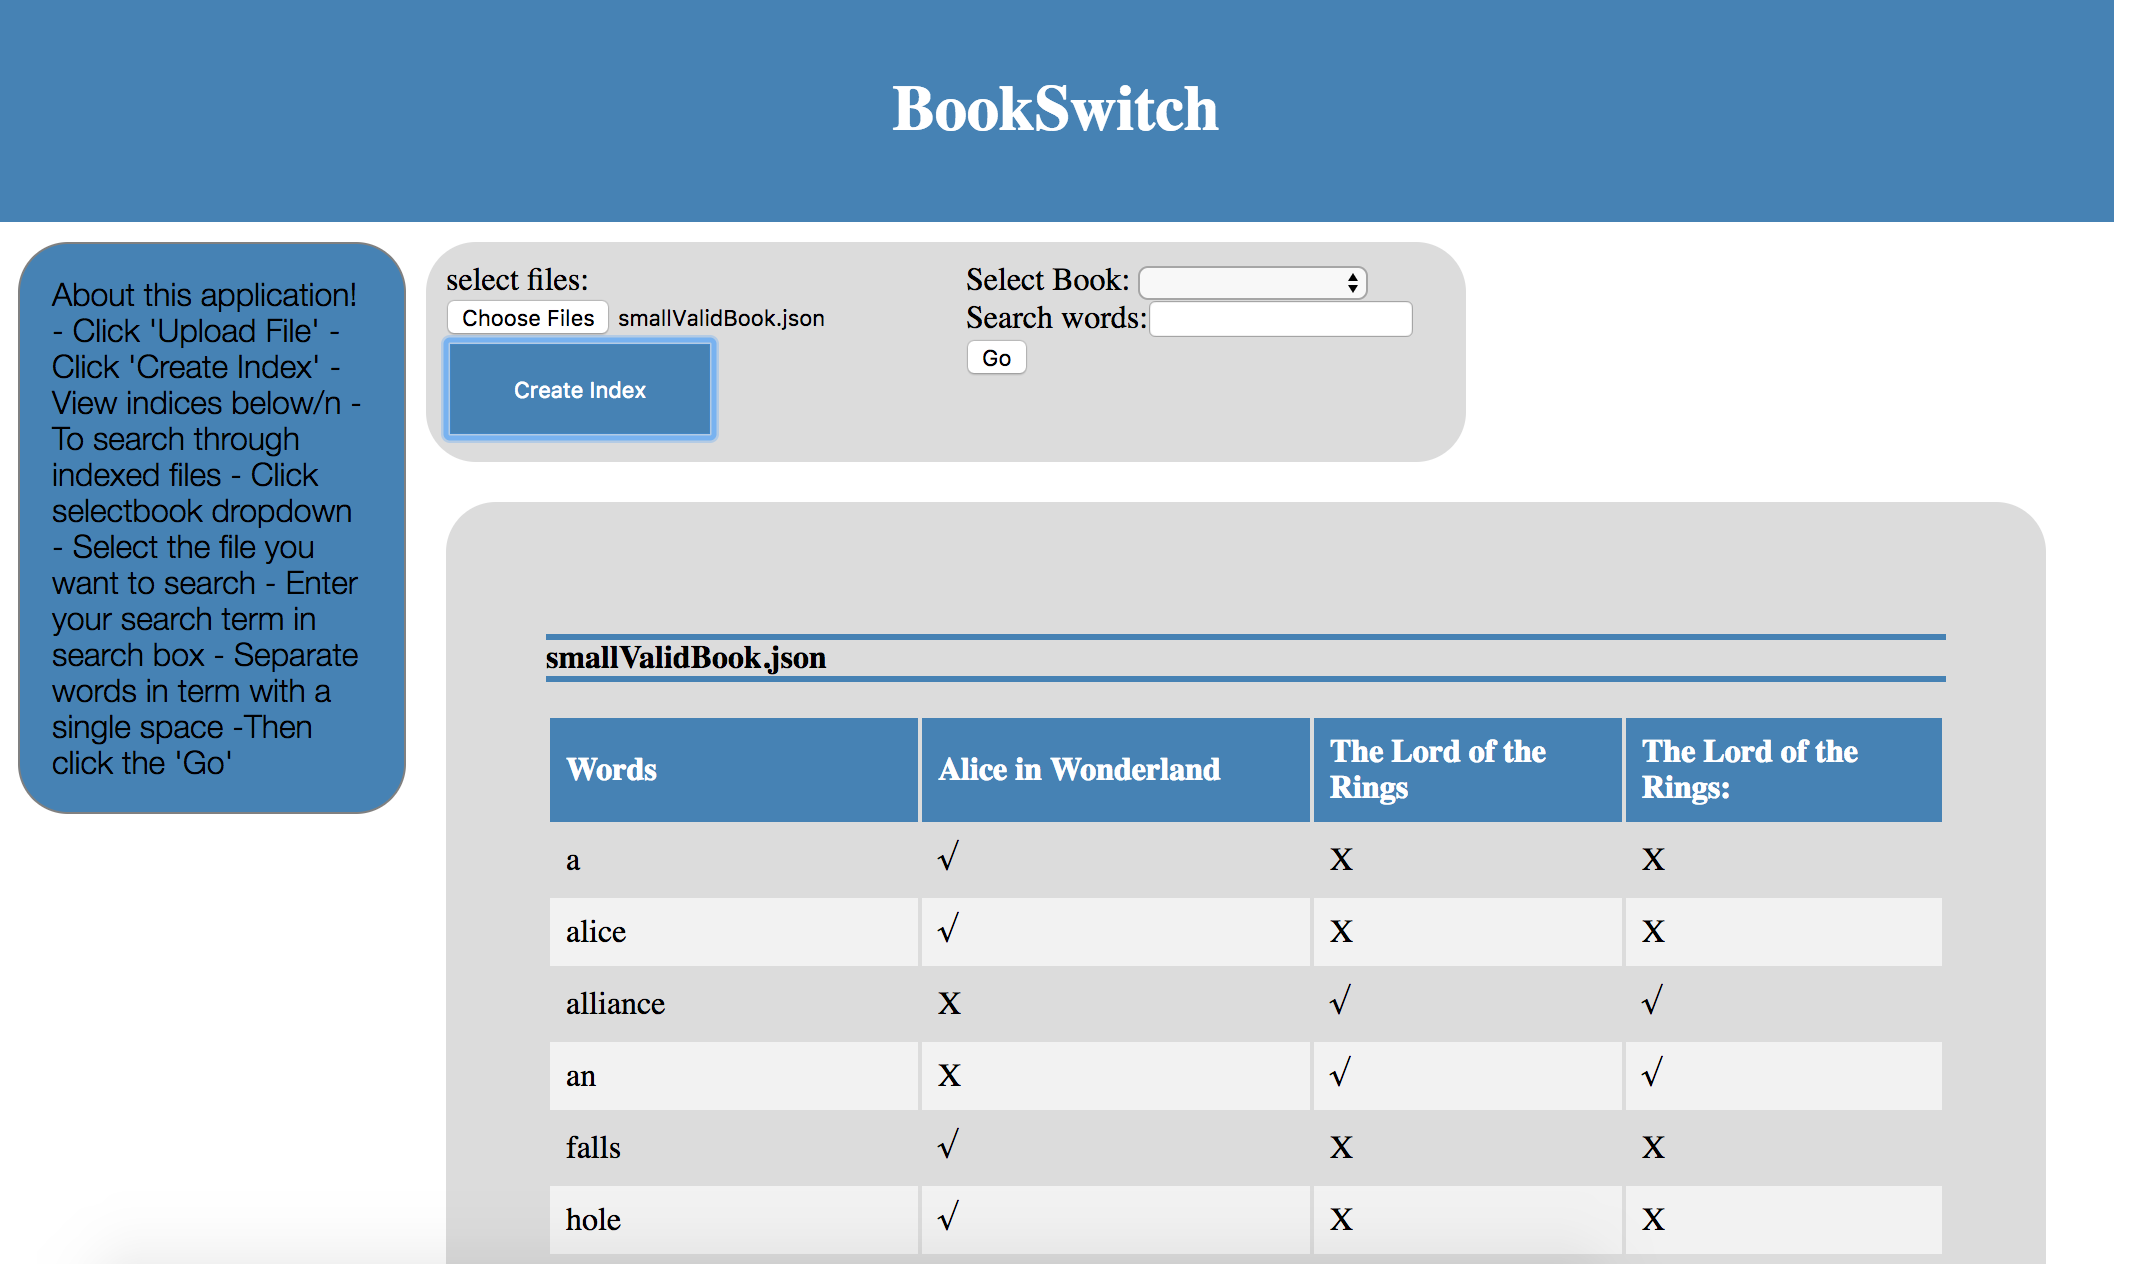 BookSwitch
About this application!
- Click 'Upload File' -
Click 'Create Index' -
View indices below/n -
To search through
indexed files - Click
selectbook dropdown
- Select the file you
want to search - Enter
your search term in
search box - Separate
words in term with a
single space -Then
click the 'Go'
select files:
Choose Files smallValidBook.json
Create Index
Select Book:
Search words:
Go
smallValidBook.json
Words Alice in Wonderland The Lord of the Rings The Lord of the Rings:
a √ X X
alice √ X X
alliance X √ √
an X √ √
falls √ X X
hole √ X X